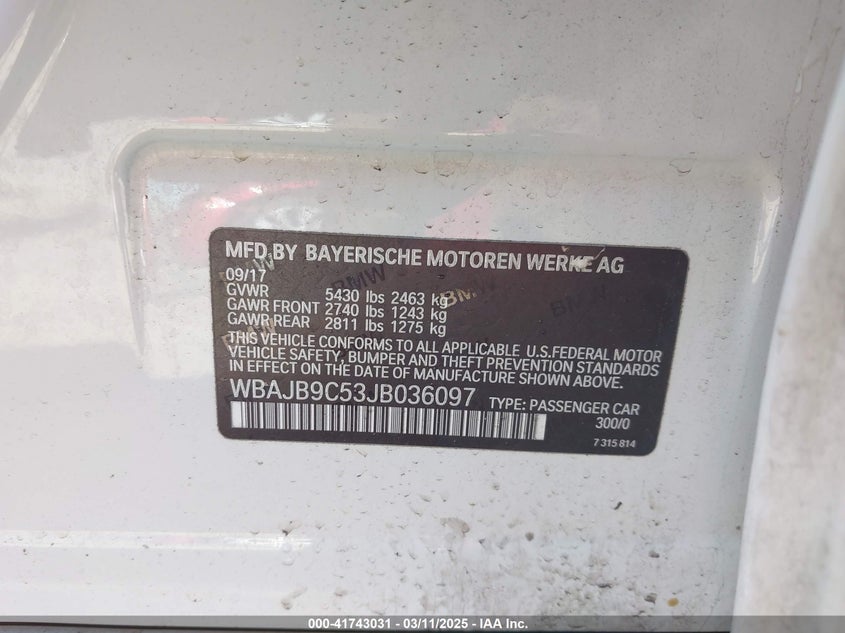 MFD BY BAYERISCHE MOTOREN WERKE AG
09/17
GVWR 5430 lbs 2463 kg
GAWR FRONT 2740 lbs 1243 kg
GAWR REAR 2811 lbs 1275 kg
THIS VEHICLE CONFORMS TO ALL APPLICABLE U.S.FEDERAL MOTOR
VEHICLE SAFETY, BUMPER AND THEFT PREVENTION STANDARDS
IN EFFECT ON THE DATE OF MANUFACTURE SHOWN ABOVE.
WBAJB9C53JB036097 TYPE: PASSENGER CAR
300/0
7 315 814
BMW
BMW
BMW
000-41743031 - 03/11/2025 - IAA Inc.